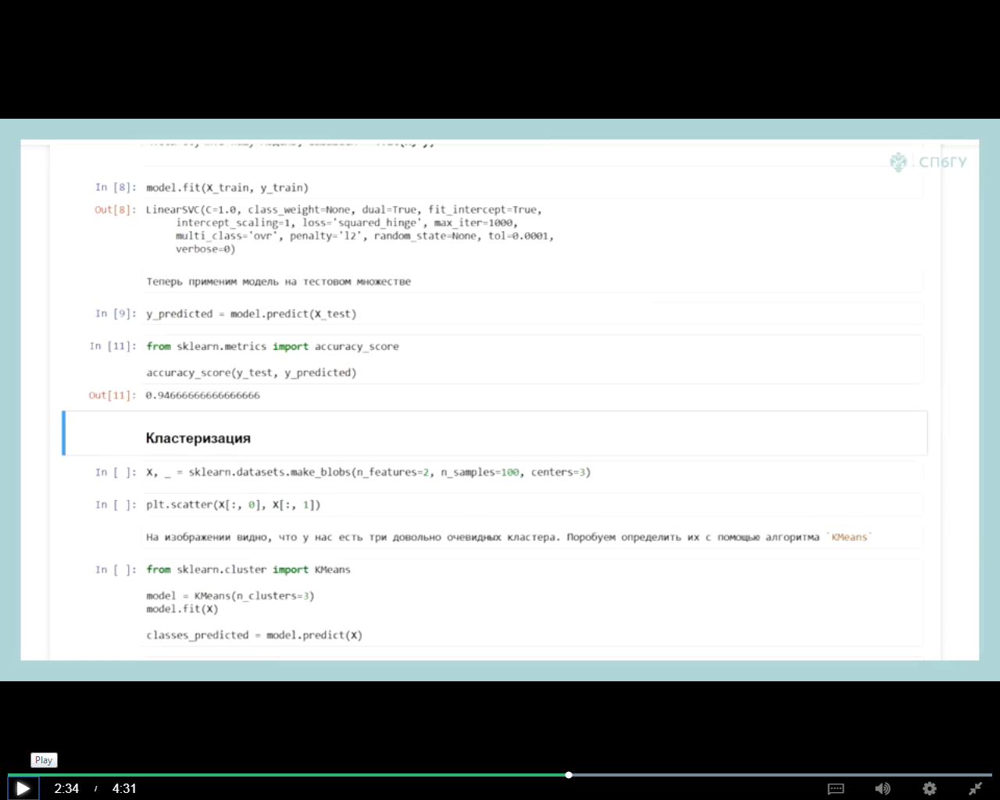 СПбГУ
In [8]: model.fit(X_train, y_train)
Out[8]: LinearSVC(C=1.0, class_weight=None, dual=True, fit_intercept=True,
intercept_scaling=1, loss='squared_hinge', max_iter=1000,
multi_class='ovr', penalty='l2', random_state=None, tol=0.0001,
verbose=0)
Теперь применим модель на тестовом множестве
In [9]: y_predicted = model.predict(X_test)
In [11]: from sklearn.metrics import accuracy_score
accuracy_score(y_test, y_predicted)
Out[11]: 0.94666666666666666
Кластеризация
In [ ]: X, _ = sklearn.datasets.make_blobs(n_features=2, n_samples=100, centers=3)
In [ ]: plt.scatter(X[:, 0], X[:, 1])
На изображении видно, что у нас есть три довольно очевидных кластера. Поробуем определить их с помощью алгоритма `KMeans`
In [ ]: from sklearn.cluster import KMeans
model = KMeans(n_clusters=3)
model.fit(X)
classes_predicted = model.predict(X)
Play
2:34 / 4:31